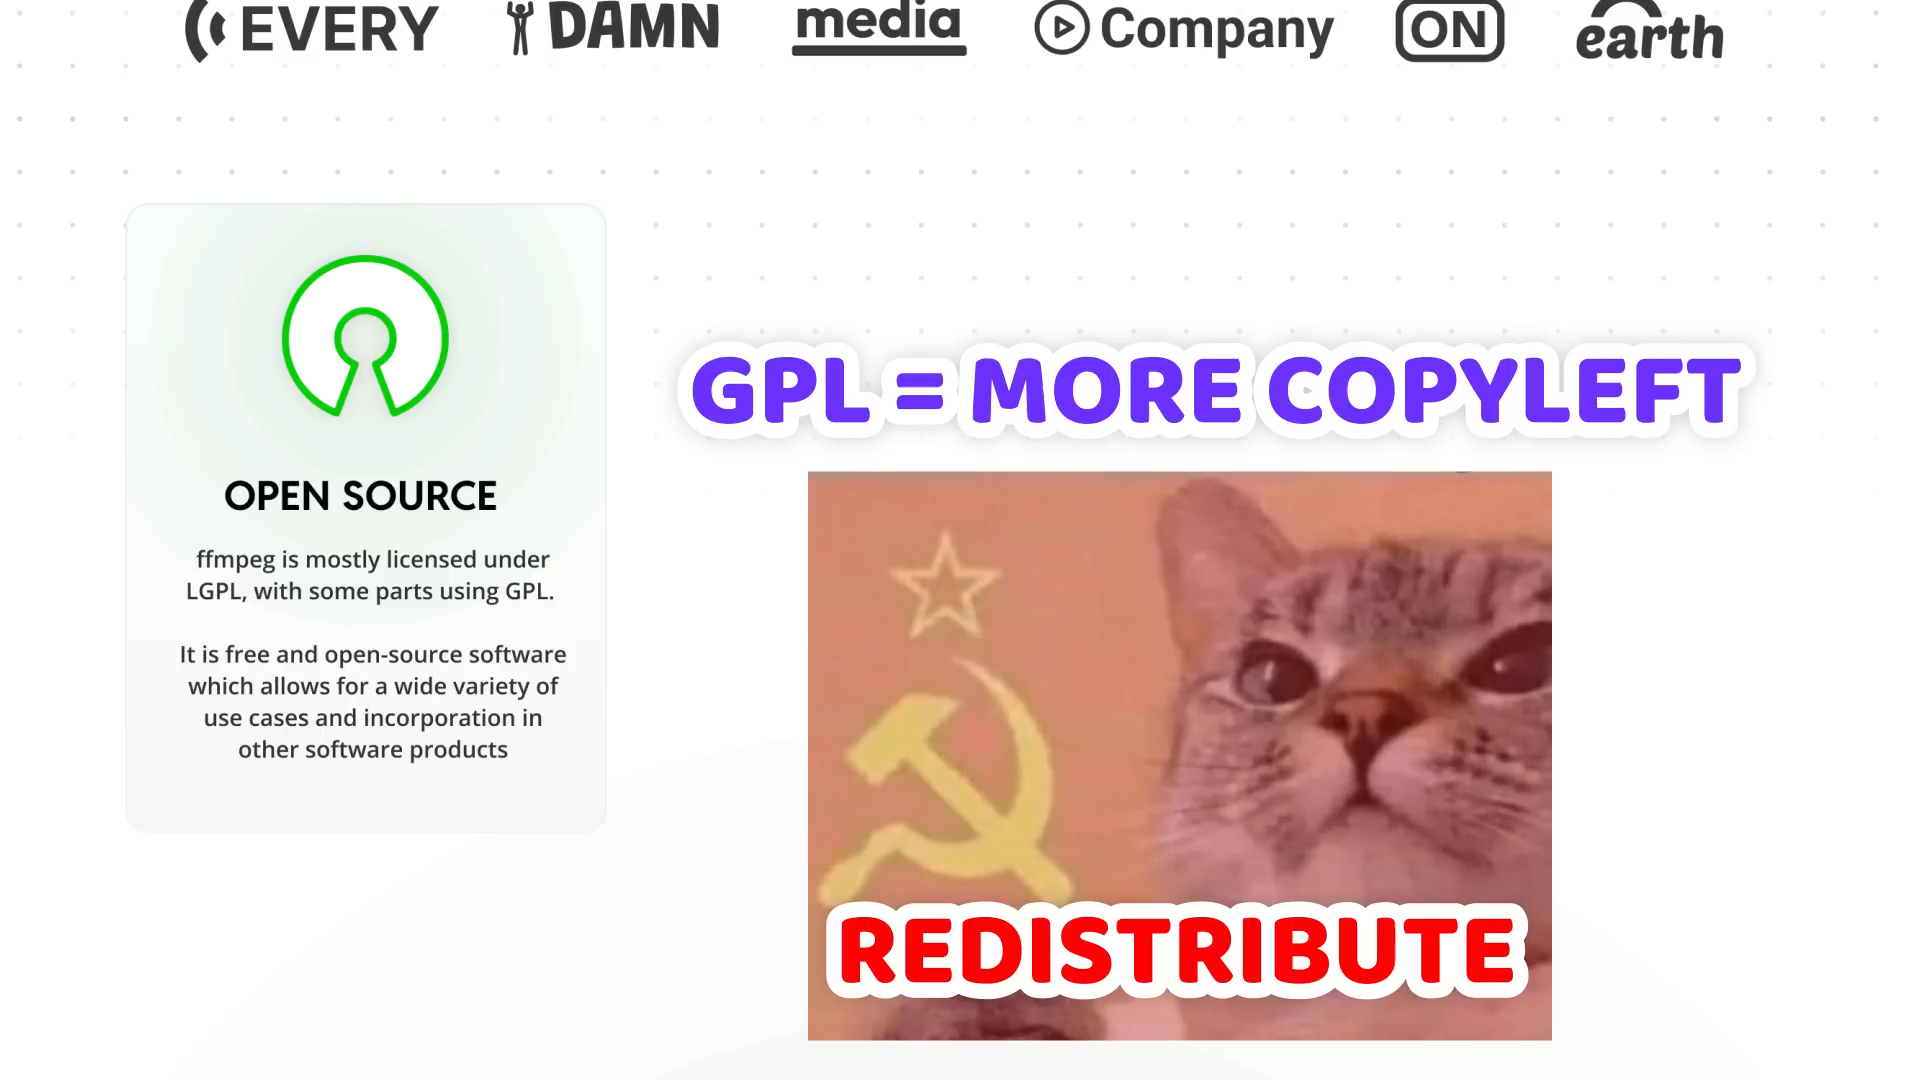 EVERY DAMN media Company ON earth
GPL = MORE COPYLEFT
OPEN SOURCE
ffmpeg is mostly licensed under
LGPL, with some parts using GPL.
It is free and open-source software
which allows for a wide variety of
use cases and incorporation in
other software products
REDISTRIBUTE